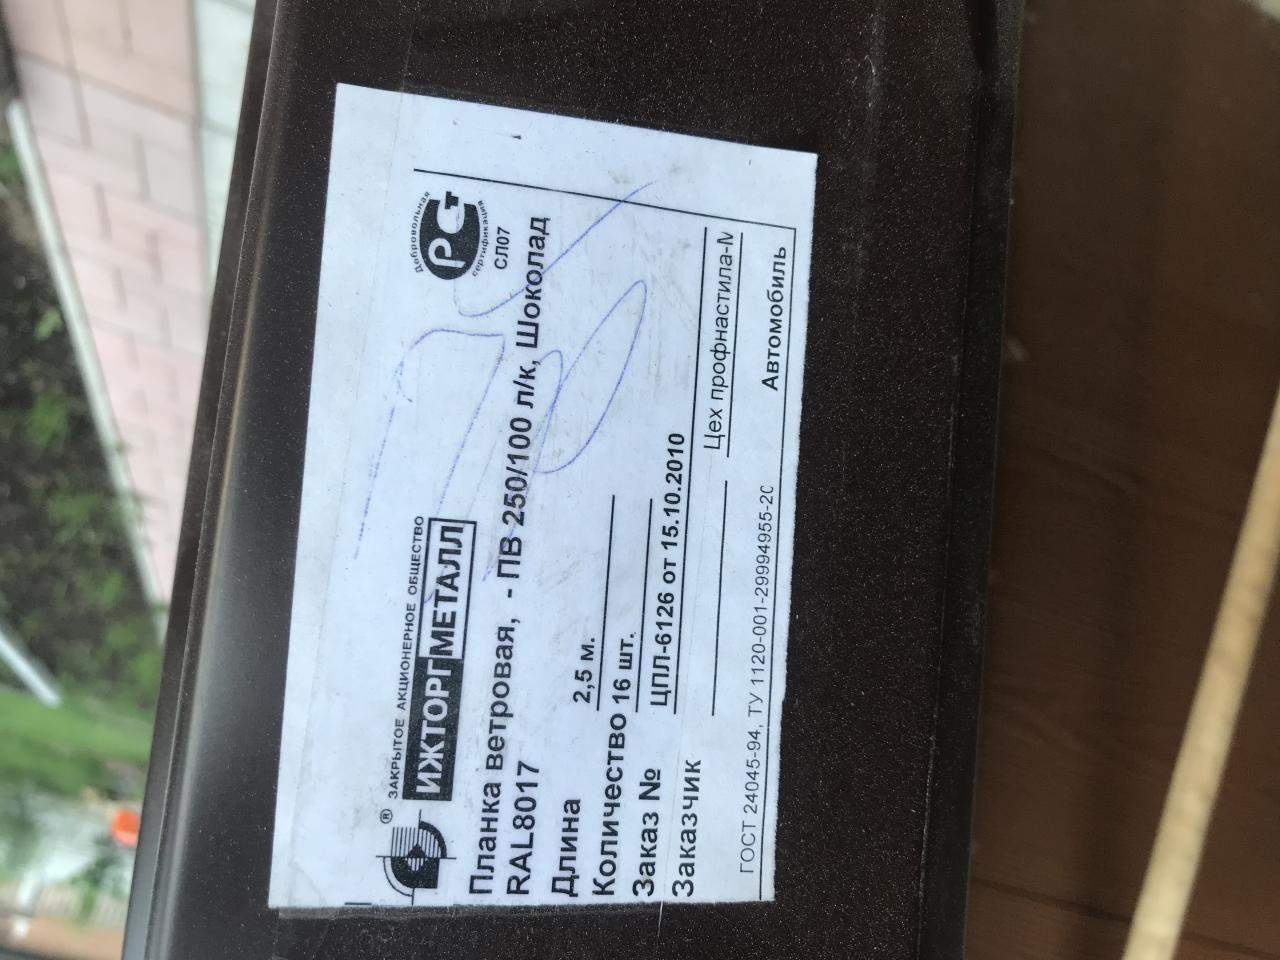 ® ЗАКРЫТОЕ АКЦИОНЕРНОЕ ОБЩЕСТВО
ИЖТОРГМЕТАЛЛ
Добровольная
РСТ
сертификация
СЛ07
Планка ветровая, - ПВ 250/100 л/к, Шоколад
RAL8017
Длина 2,5 м.
Количество 16 шт.
Заказ № ЦПЛ-6126 от 15.10.2010
Заказчик Цех профнастила-М
ГОСТ 24045-94, ТУ 1120-001-29994955-20 Автомобиль